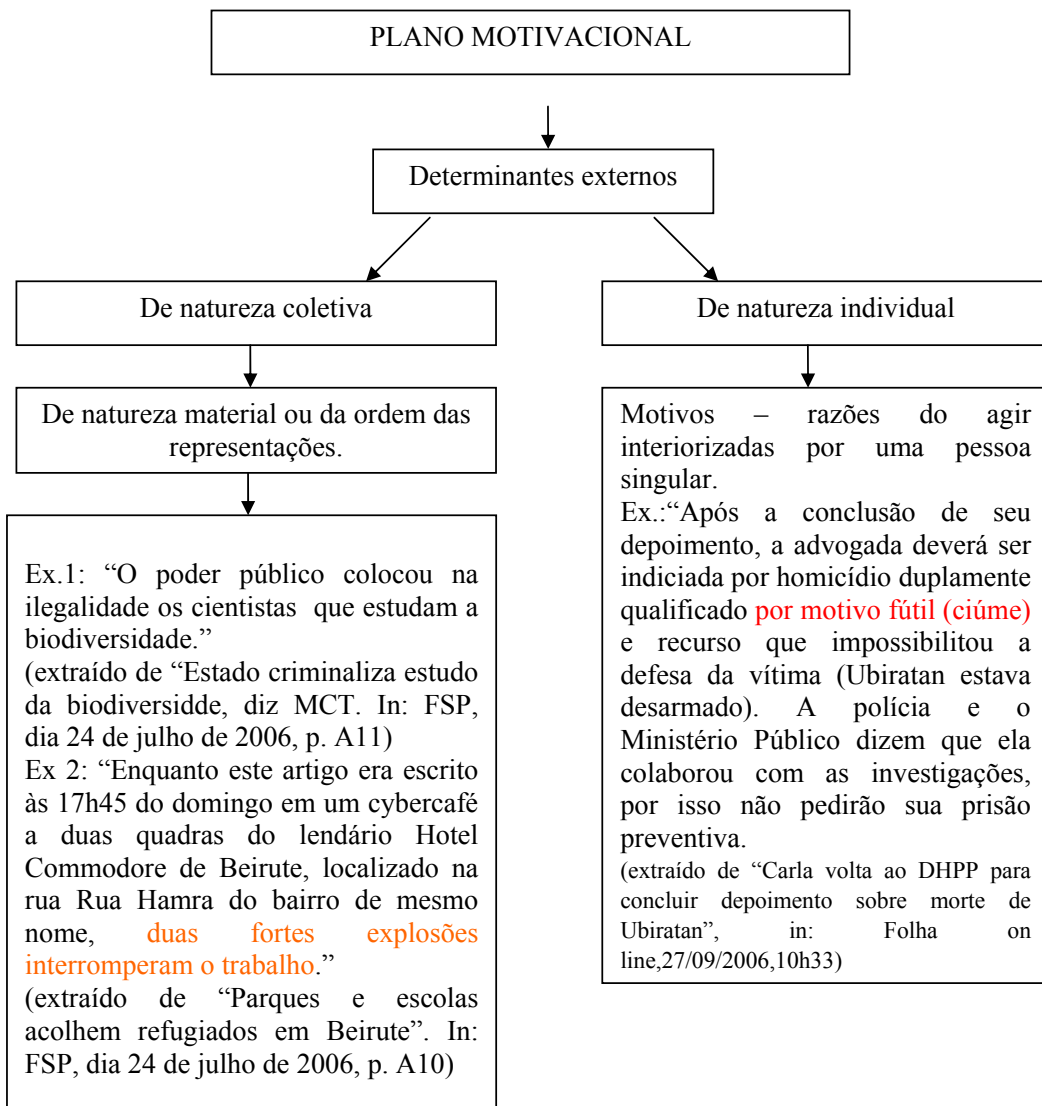 PLANO MOTIVACIONAL
Determinantes externos
De natureza coletiva
De natureza individual
De natureza material ou da ordem das
representações.
Ex.1: “O poder público colocou na
ilegalidade os cientistas que estudam a
biodiversidade.”
(extraído de “Estado criminaliza estudo
da biodiversidde, diz MCT. In: FSP,
dia 24 de julho de 2006, p. A11)
Ex 2: “Enquanto este artigo era escrito
às 17h45 do domingo em um cybercafé
a duas quadras do lendário Hotel
Commodore de Beirute, localizado na
rua Rua Hamra do bairro de mesmo
nome, duas fortes explosões
interromperam o trabalho.”
(extraído de “Parques e escolas
acolhem refugiados em Beirute”. In:
FSP, dia 24 de julho de 2006, p. A10)
Motivos – razões do agir
interiorizadas por uma pessoa
singular.
Ex.:“Após a conclusão de seu
depoimento, a advogada deverá ser
indiciada por homicídio duplamente
qualificado por motivo fútil (ciúme)
e recurso que impossibilitou a
defesa da vítima (Ubiratan estava
desarmado). A polícia e o
Ministério Público dizem que ela
colaborou com as investigações,
por isso não pedirão sua prisão
preventiva.
(extraído de “Carla volta ao DHPP para
concluir depoimento sobre morte de
Ubiratan”, in: Folha on
line,27/09/2006,10h33)